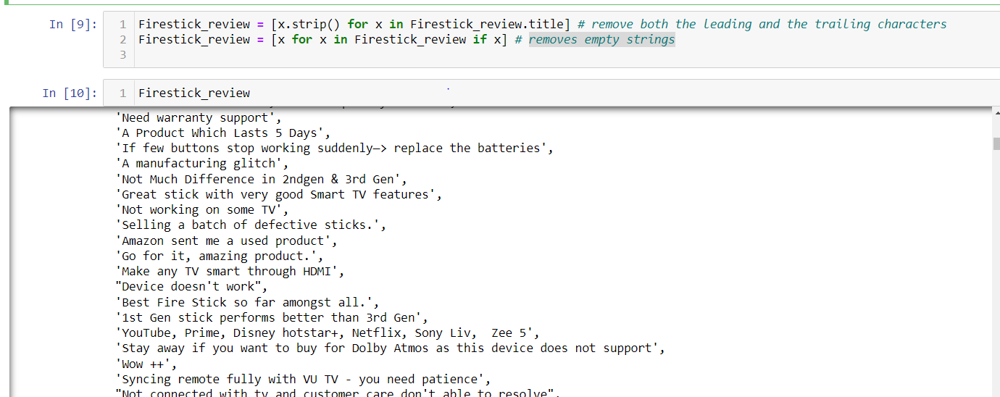 In [9]:
1 Firestick_review = [x.strip() for x in Firestick_review.title] # remove both the leading and the trailing characters
2 Firestick_review = [x for x in Firestick_review if x] # removes empty strings
3
In [10]:
1 Firestick_review
'Need warranty support',
'A Product Which Lasts 5 Days',
'If few buttons stop working suddenly—> replace the batteries',
'A manufacturing glitch',
'Not Much Difference in 2ndgen & 3rd Gen',
'Great stick with very good Smart TV features',
'Not working on some TV',
'Selling a batch of defective sticks.',
'Amazon sent me a used product',
'Go for it, amazing product.',
'Make any TV smart through HDMI',
"Device doesn't work",
'Best Fire Stick so far amongst all.',
'1st Gen stick performs better than 3rd Gen',
'YouTube, Prime, Disney hotstar+, Netflix, Sony Liv,  Zee 5',
'Stay away if you want to buy for Dolby Atmos as this device does not support',
'Wow ++',
'Syncing remote fully with VU TV - you need patience',
"Not connected with tv and customer care don't able to resolve",